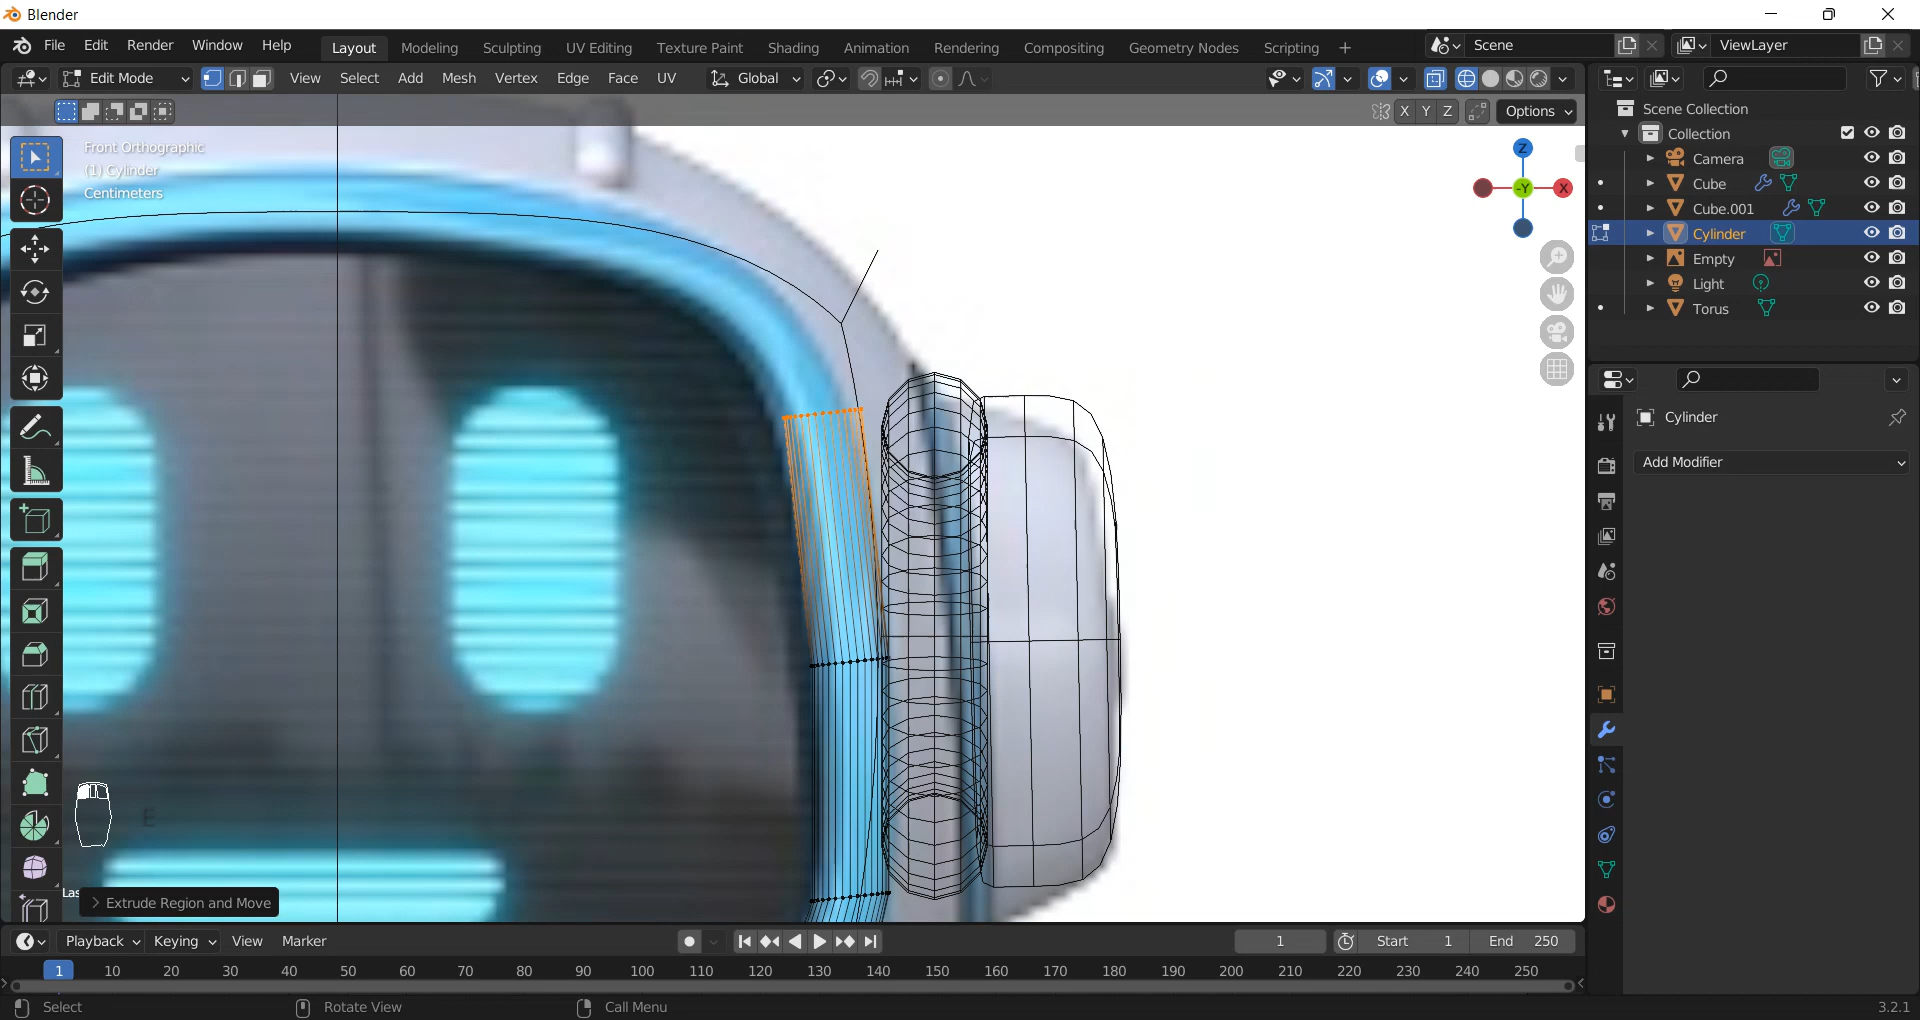 Blender
File Edit Render Window Help Layout Modeling Sculpting UV Editing Texture Paint Shading Animation Rendering Compositing Geometry Nodes Scripting + Scene ViewLayer
Edit Mode View Select Add Mesh Vertex Edge Face UV Global
X Y Z Options
Front Orthographic
(1) Cylinder
Centimeters
Z
-Y X
E
Las
> Extrude Region and Move
Scene Collection
Collection
Camera
Cube
Cube.001
Cylinder
Empty
Light
Torus
Cylinder
Add Modifier
Playback Keying View Marker 1 Start 1 End 250
1 10 20 30 40 50 60 70 80 90 100 110 120 130 140 150 160 170 180 190 200 210 220 230 240 250
Select Rotate View Call Menu 3.2.1